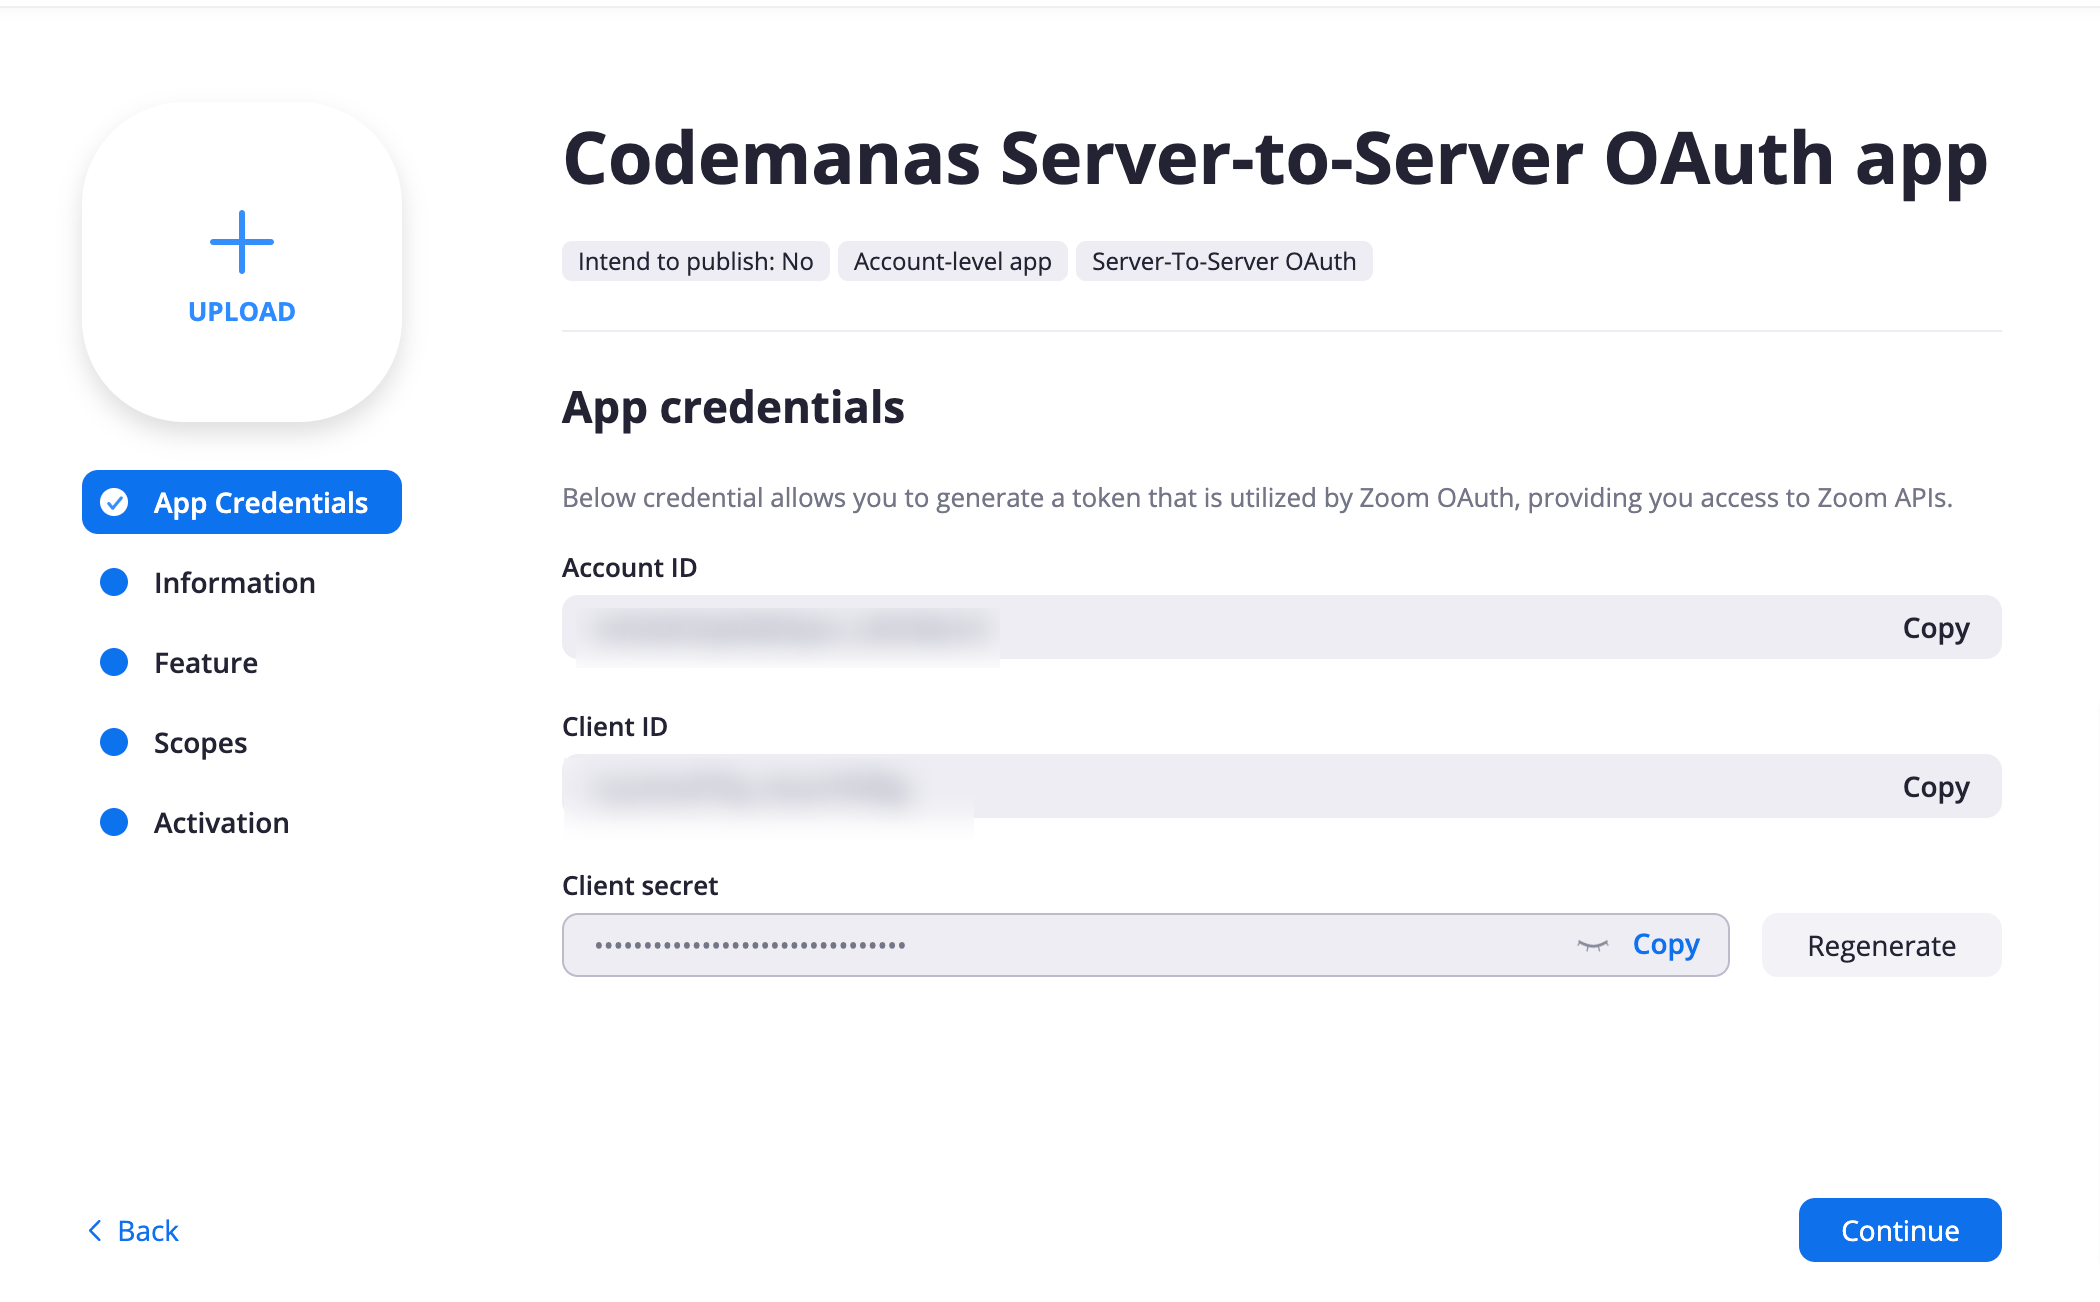 Codemanas Server-to-Server OAuth app
Intend to publish: No Account-level app Server-To-Server OAuth
UPLOAD
App Credentials
Information
Feature
Scopes
Activation
App credentials
Below credential allows you to generate a token that is utilized by Zoom OAuth, providing you access to Zoom APIs.
Account ID
Copy
Client ID
Copy
Client secret
•••••••••••••••••••••••••••••••• Copy Regenerate
Back
Continue